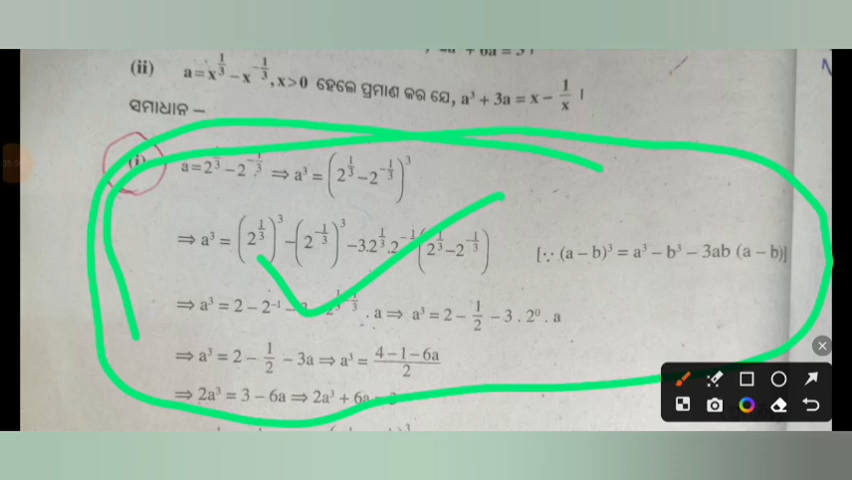 6a = 3 ।
(ii) a = x^{1/3} – x^{-1/3}, x>0 ହେଲେ ପ୍ରମାଣ କର ଯେ, a³ + 3a = x – 1/x ।
ସମାଧାନ –
(i) a = 2^{1/3} – 2^{-1/3} ⇒ a³ = (2^{1/3} – 2^{-1/3})³
⇒ a³ = (2^{1/3})³ – (2^{-1/3})³ – 3.2^{1/3}.2^{-1/3}(2^{1/3} – 2^{-1/3}) [∵ (a – b)³ = a³ – b³ – 3ab (a – b)]
⇒ a³ = 2 – 2⁻¹ – . a ⇒ a³ = 2 – 1/2 – 3 . 2⁰ . a
⇒ a³ = 2 – 1/2 – 3a ⇒ a³ = (4 – 1 – 6a)/2
⇒ 2a³ = 3 – 6a ⇒ 2a³ + 6a = 3